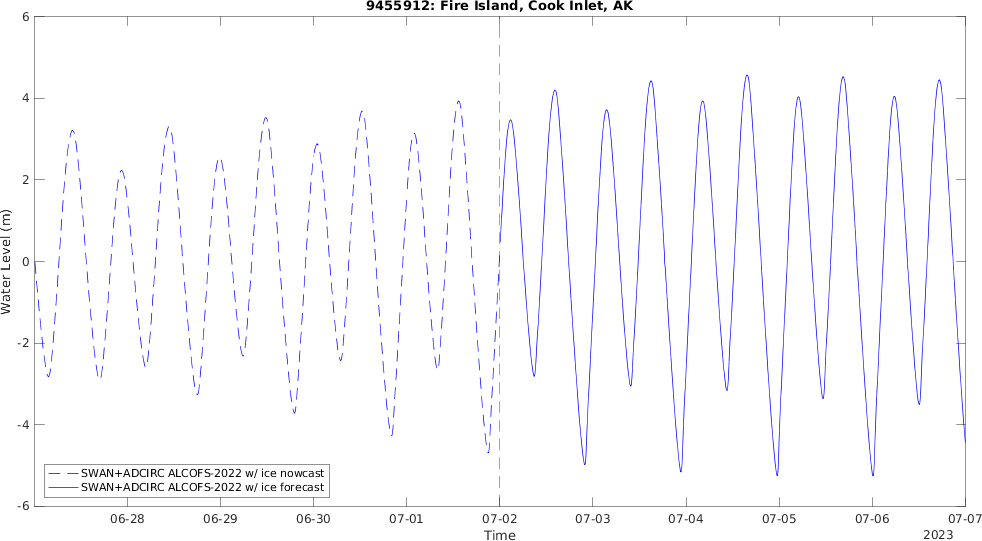 9455912: Fire Island, Cook Inlet, AK
6
4
2
0
-2
-4
-6
Water Level (m)
SWAN+ADCIRC ALCOFS-2022 w/ ice nowcast
SWAN+ADCIRC ALCOFS-2022 w/ ice forecast
06-28 06-29 06-30 07-01 07-02 07-03 07-04 07-05 07-06 07-07
Time
2023